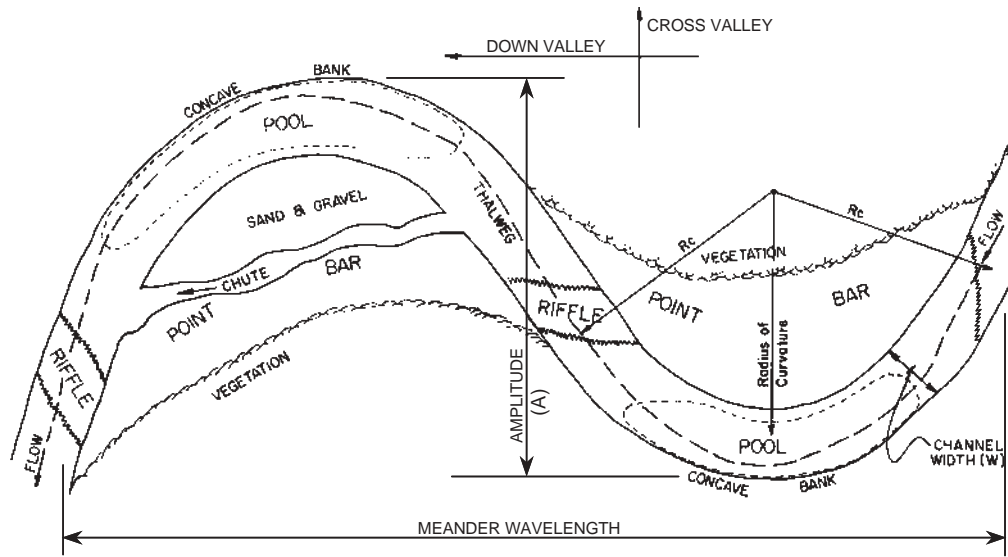 CROSS VALLEY
DOWN VALLEY
CONCAVE
BANK
POOL
SAND & GRAVEL
CHUTE
BAR
POINT
VEGETATION
RIFFLE
FLOW
THALWEG
RIFFLE
AMPLITUDE
(A)
Rc
Rc
FLOW
VEGETATION
POINT
BAR
Radius of
Curvature
POOL
CONCAVE
BANK
CHANNEL
WIDTH (W)
MEANDER WAVELENGTH